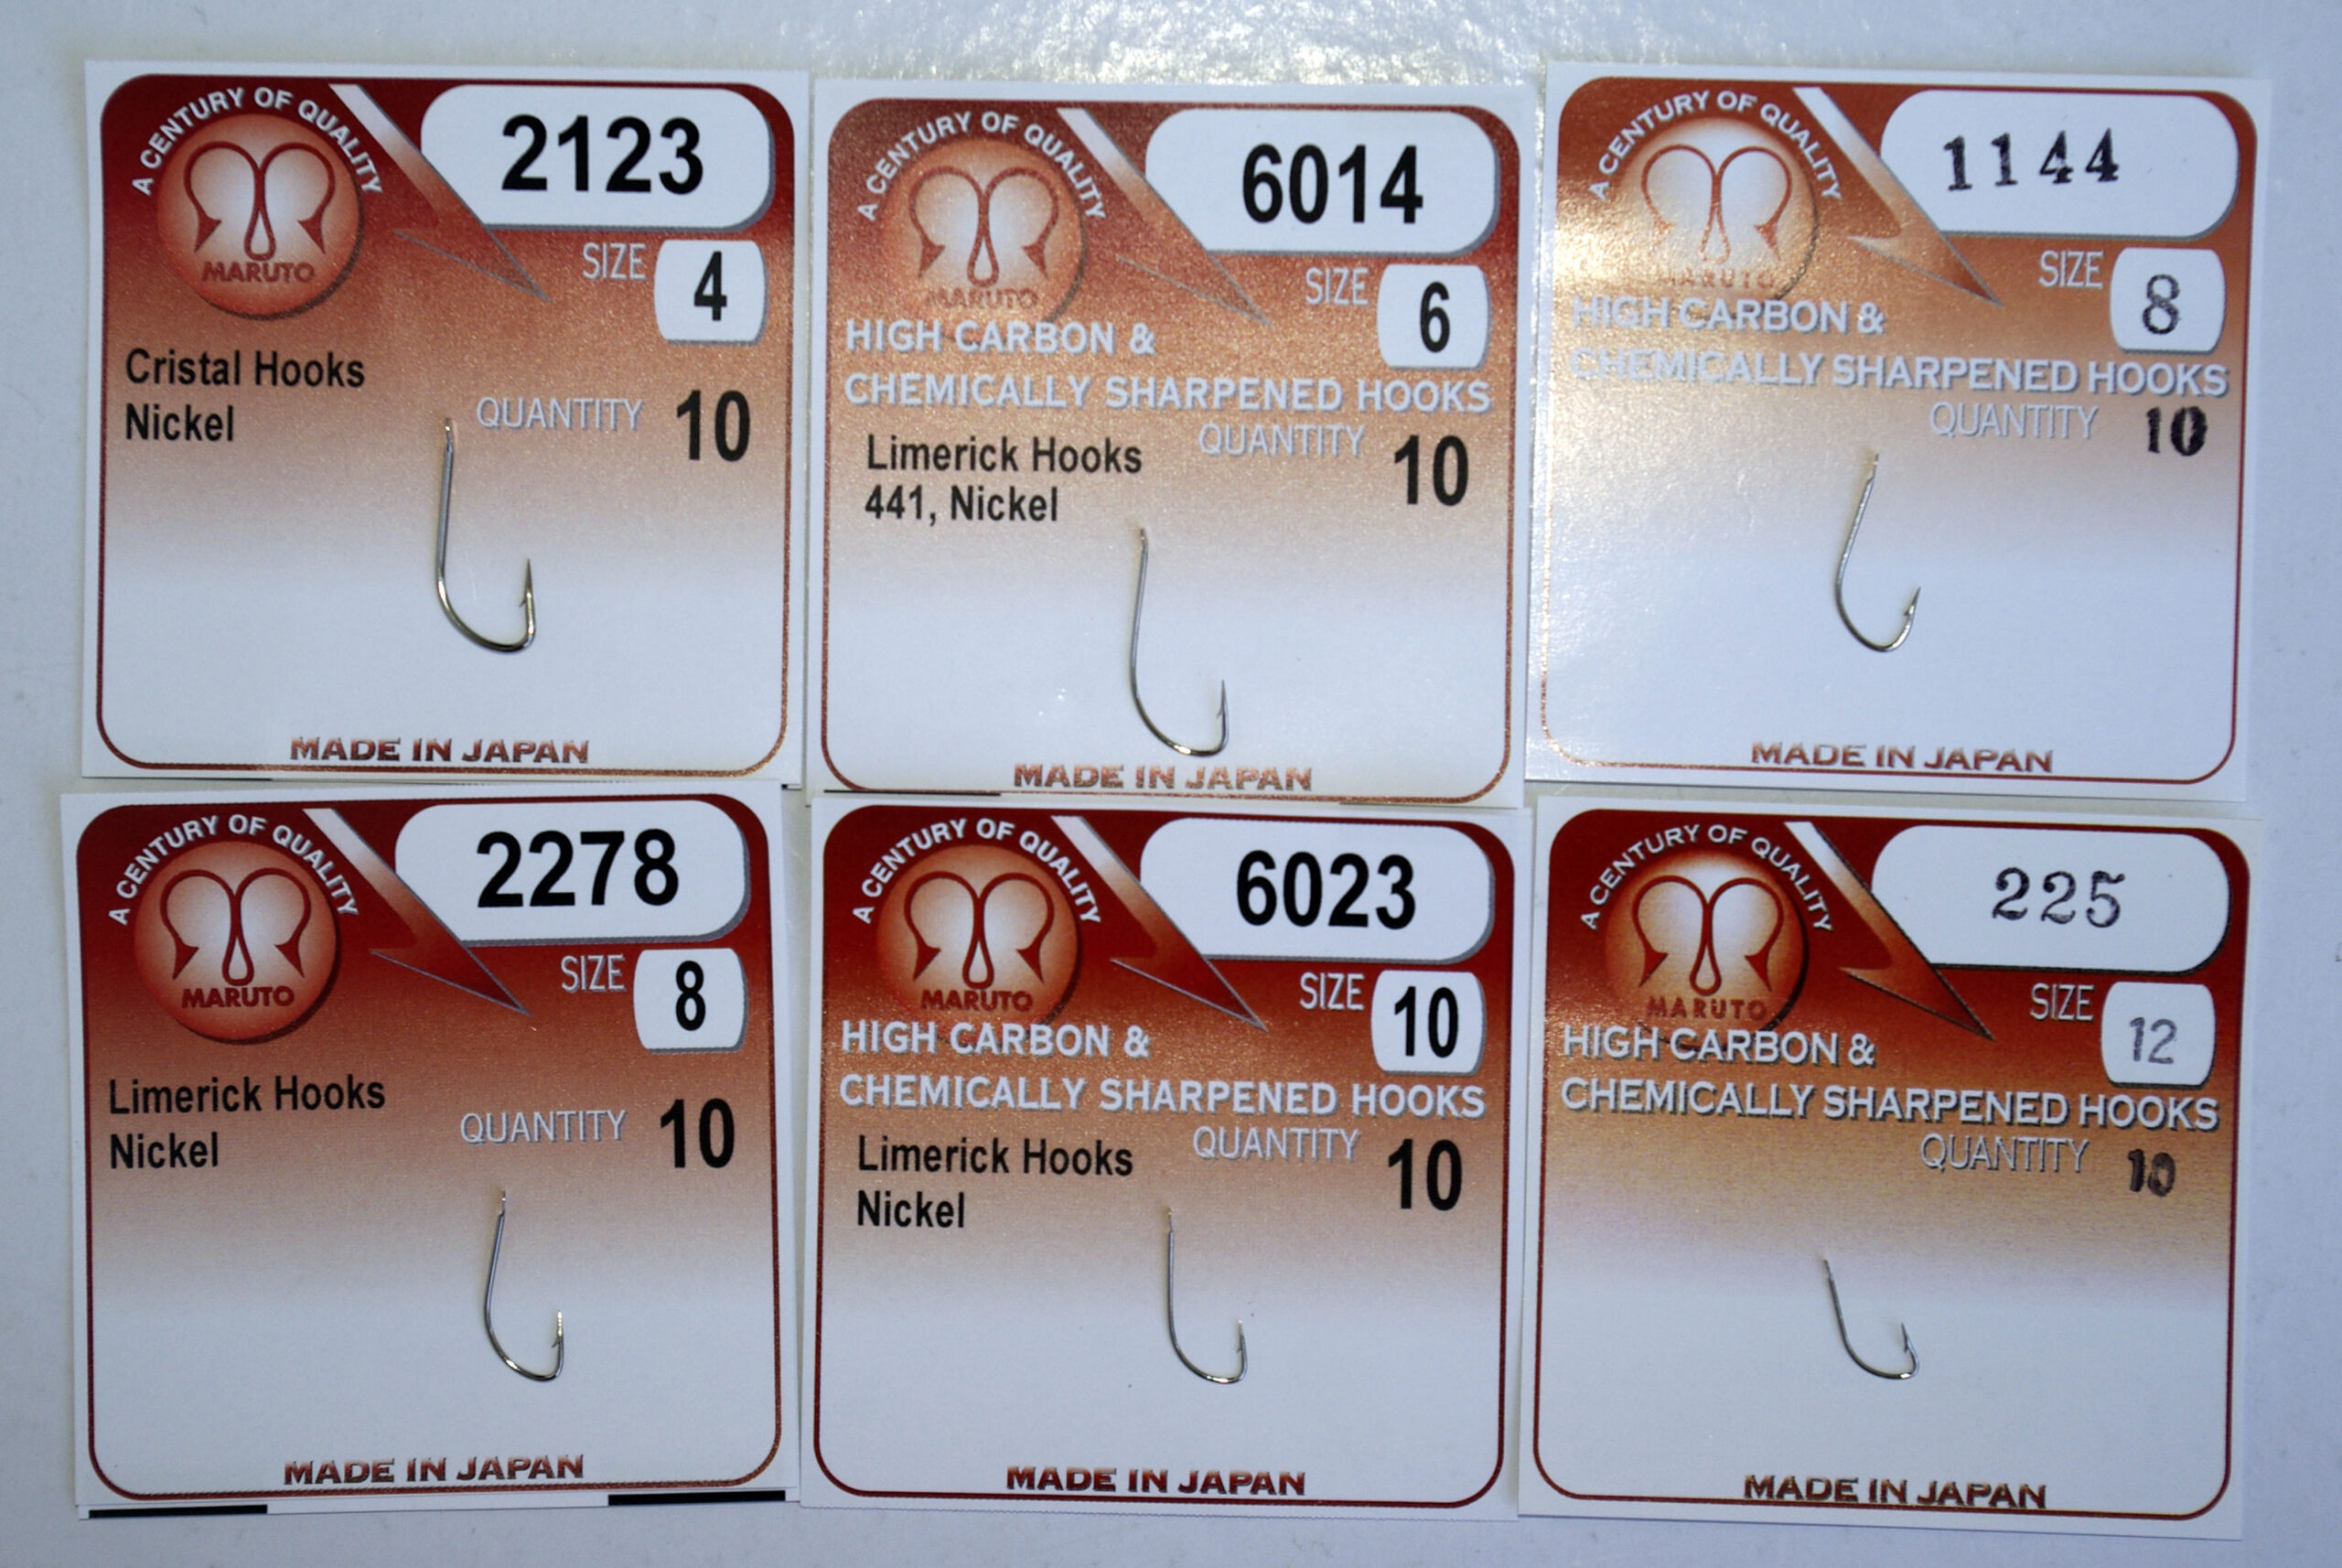 A CENTURY OF QUALITY
MARUTO
2123
SIZE 4
Cristal Hooks
Nickel
QUANTITY 10
MADE IN JAPAN
A CENTURY OF QUALITY
MARUTO
6014
SIZE 6
HIGH CARBON &
CHEMICALLY SHARPENED HOOKS
QUANTITY 10
Limerick Hooks
441, Nickel
MADE IN JAPAN
A CENTURY OF QUALITY
MARUTO
1144
SIZE 8
HIGH CARBON &
CHEMICALLY SHARPENED HOOKS
QUANTITY 10
MADE IN JAPAN
A CENTURY OF QUALITY
MARUTO
2278
SIZE 8
Limerick Hooks
Nickel
QUANTITY 10
MADE IN JAPAN
A CENTURY OF QUALITY
MARUTO
6023
SIZE 10
HIGH CARBON &
CHEMICALLY SHARPENED HOOKS
QUANTITY 10
Limerick Hooks
Nickel
MADE IN JAPAN
A CENTURY OF QUALITY
MARUTO
225
SIZE 12
HIGH CARBON &
CHEMICALLY SHARPENED HOOKS
QUANTITY 10
MADE IN JAPAN